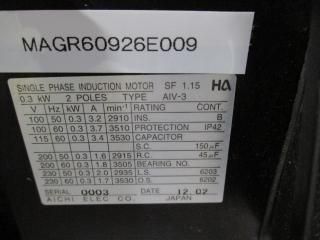 MAGR60926E009
SINGLE PHASE INDUCTION MOTOR SF 1.15
0.3 kW 2 POLES TYPE AIV-3
V Hz kW A min⁻¹ RATING CONT.
100 50 0.3 3.2 2910 INS. B
100 60 0.3 3.7 3510 PROTECTION IP42
115 60 0.3 3.4 3530 CAPACITOR
S.C. 150 μF
200 50 0.3 1.6 2915 R.C. 45 μF
200 60 0.3 1.8 3505 BEARING NO.
230 50 0.3 2.0 2935 L.S. 6203
230 60 0.3 1.7 3530 O.S. 6202
SERIAL 0003 DATE 12.02
AICHI ELEC CO. JAPAN